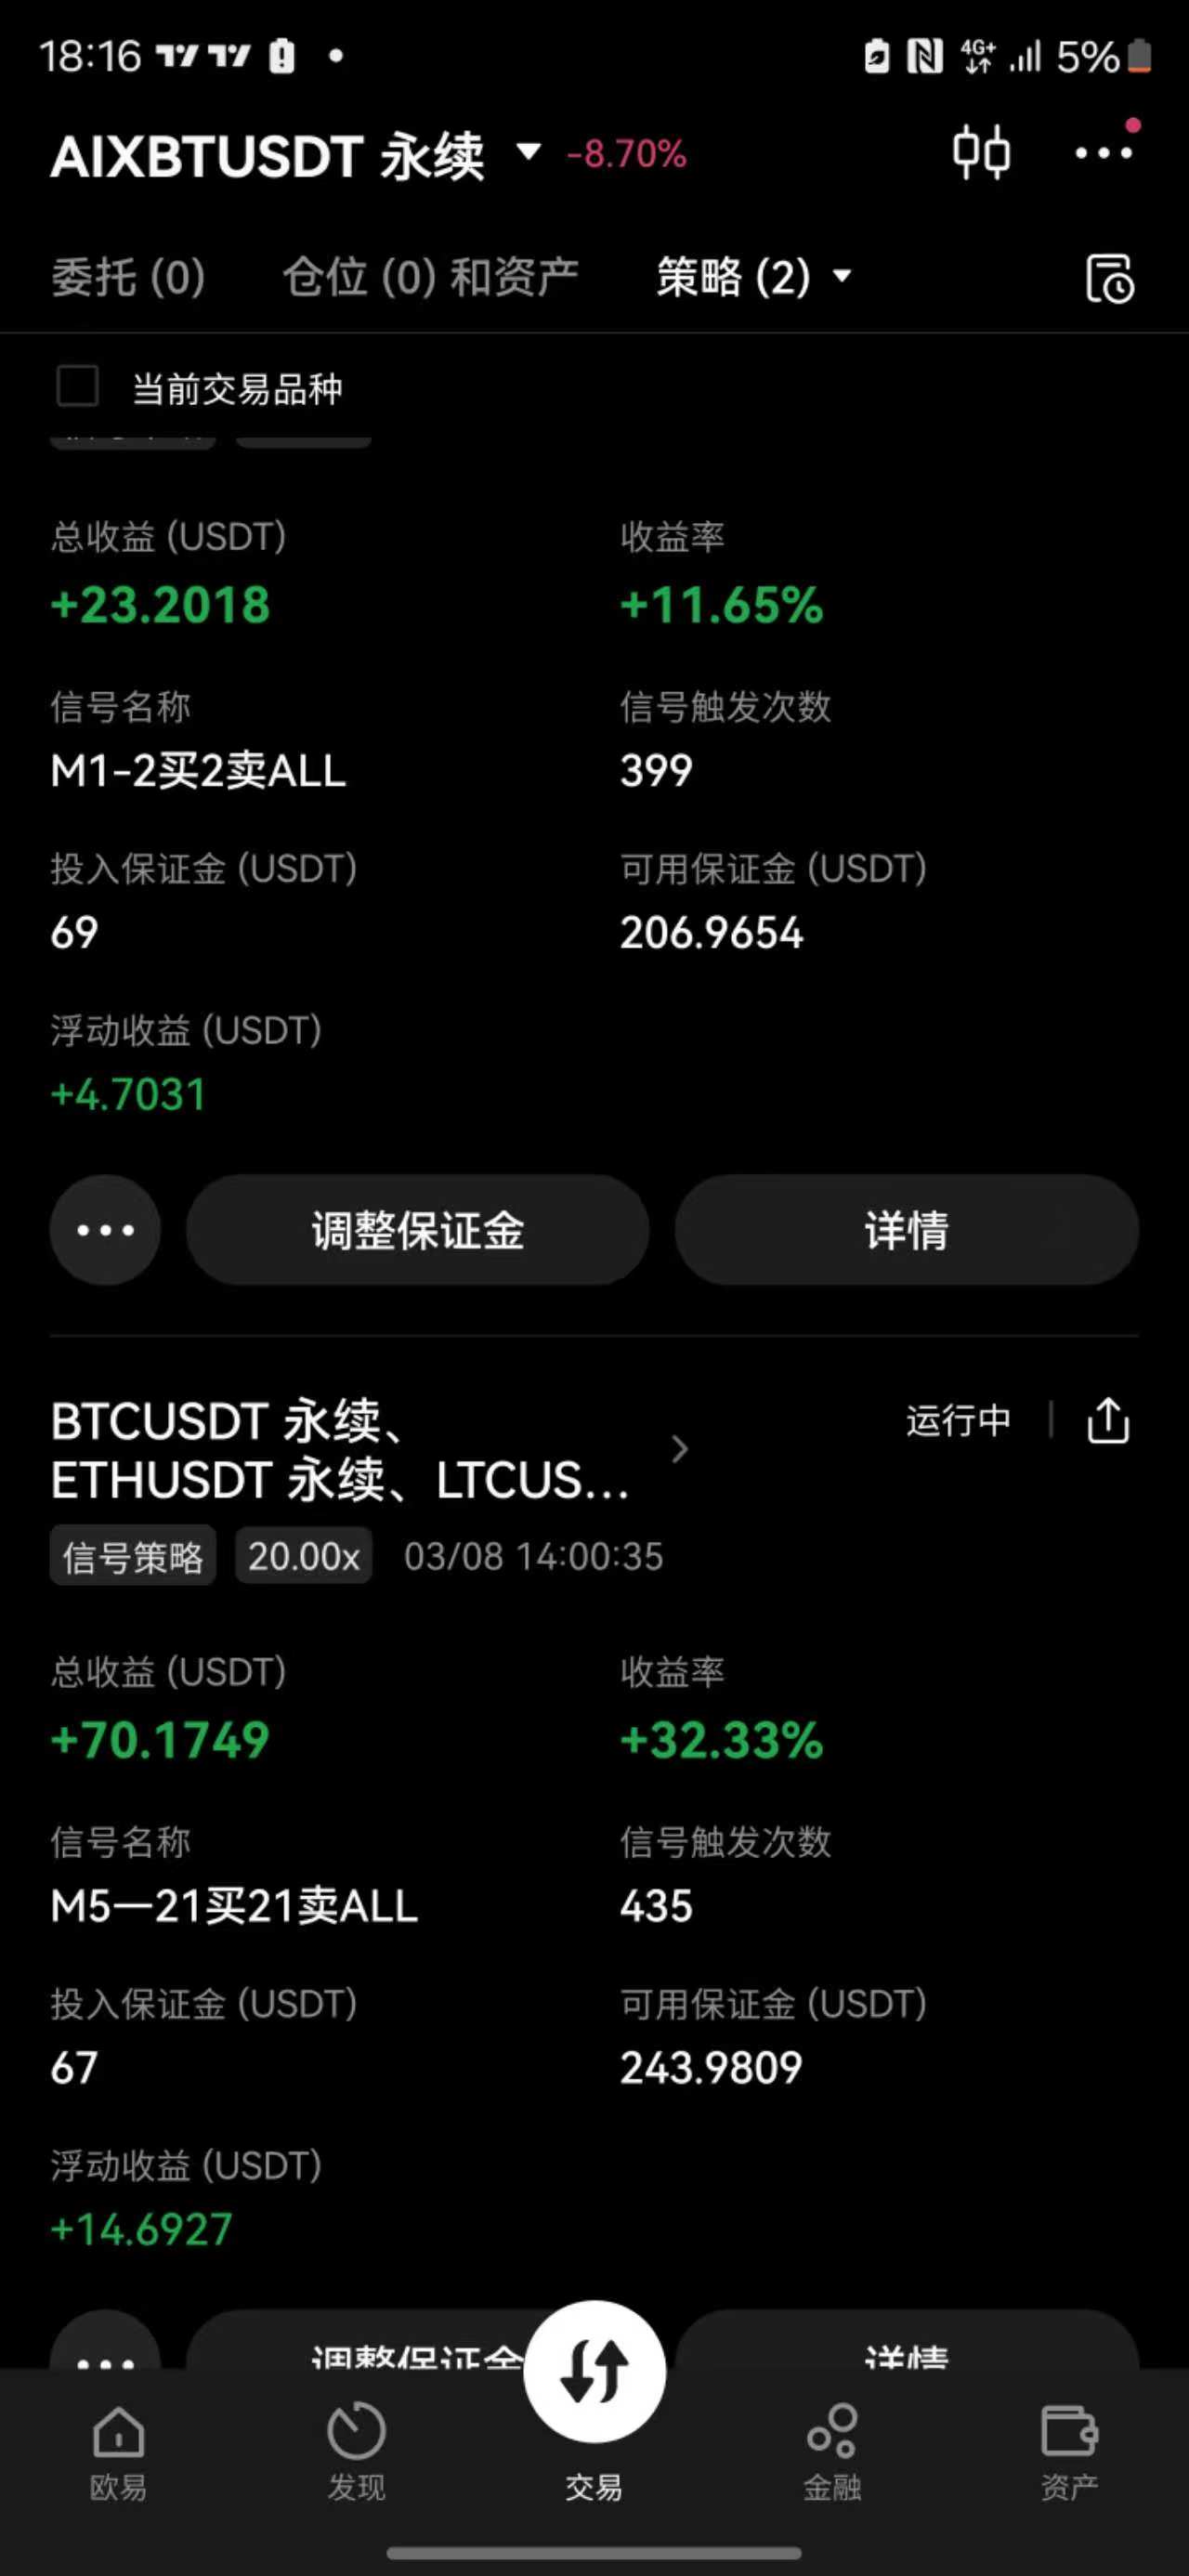 18:16
4G+
5%
AIXBTUSDT 永续
-8.70%
委托 (0) 仓位 (0) 和资产 策略 (2)
当前交易品种
总收益 (USDT) 收益率
+23.2018 +11.65%
信号名称 信号触发次数
M1-2买2卖ALL 399
投入保证金 (USDT) 可用保证金 (USDT)
69 206.9654
浮动收益 (USDT)
+4.7031
调整保证金 详情
BTCUSDT 永续、
ETHUSDT 永续、LTCUS...
运行中
信号策略 20.00x 03/08 14:00:35
总收益 (USDT) 收益率
+70.1749 +32.33%
信号名称 信号触发次数
M5—21买21卖ALL 435
投入保证金 (USDT) 可用保证金 (USDT)
67 243.9809
浮动收益 (USDT)
+14.6927
调整保证金 详情
欧易 发现 交易 金融 资产